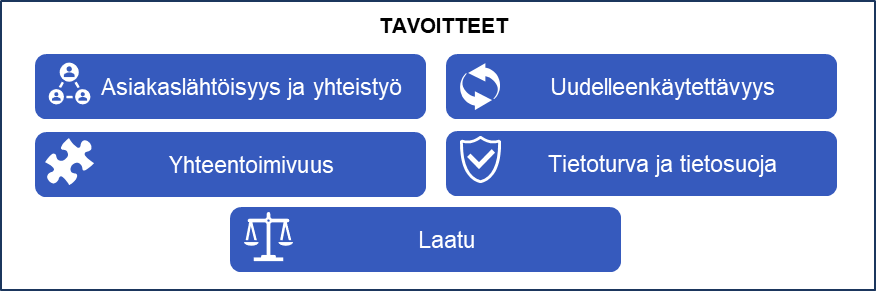 TAVOITTEET
Asiakaslähtöisyys ja yhteistyö
Uudelleenkäytettävyys
Yhteentoimivuus
Tietoturva ja tietosuoja
Laatu